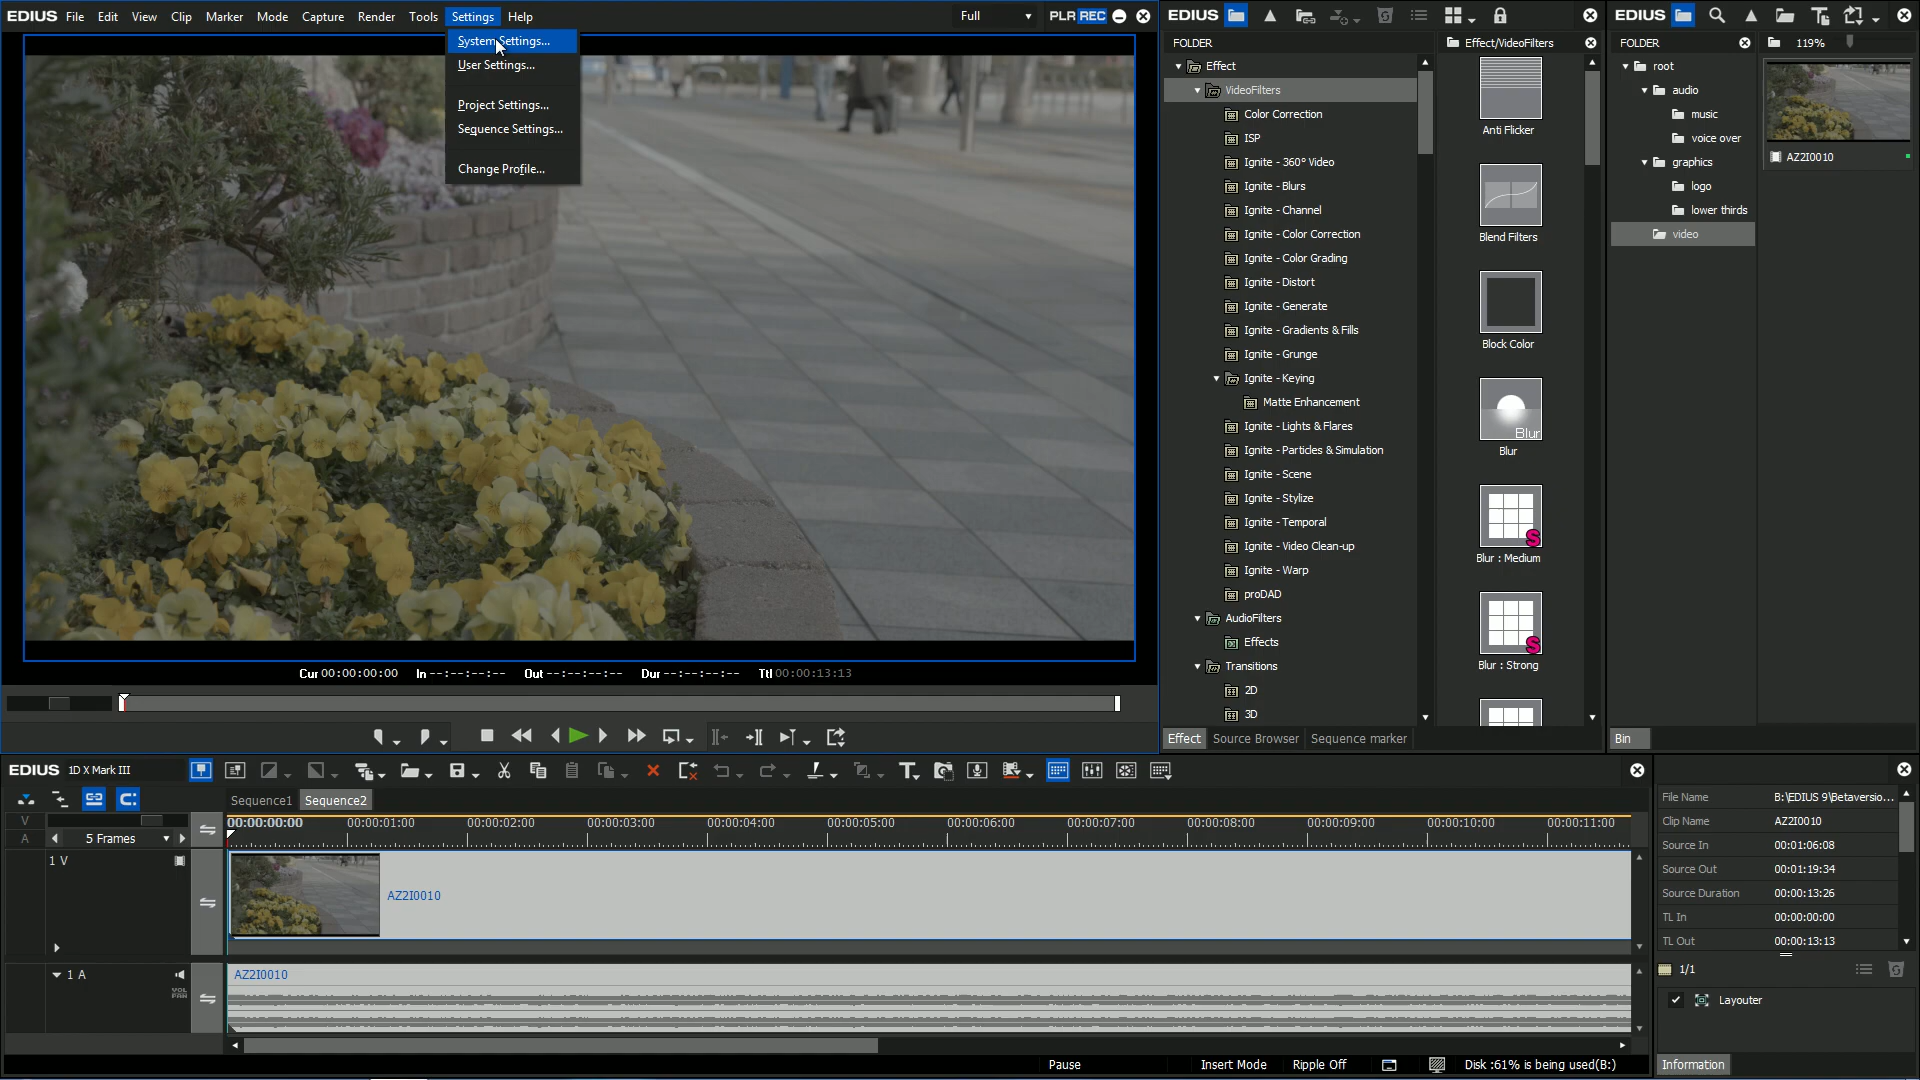 EDIUS File Edit View Clip Marker Mode Capture Render Tools Settings Help
Full
PLR REC
System Settings...
User Settings...
Project Settings...
Sequence Settings...
Change Profile...
Cur 00:00:00:00 In --:--:--:-- Out --:--:--:-- Dur --:--:--:-- Ttl 00:00:13:13
EDIUS
FOLDER
Effect
VideoFilters
Color Correction
ISP
Ignite - 360° Video
Ignite - Blurs
Ignite - Channel
Ignite - Color Correction
Ignite - Color Grading
Ignite - Distort
Ignite - Generate
Ignite - Gradients & Fills
Ignite - Grunge
Ignite - Keying
Matte Enhancement
Ignite - Lights & Flares
Ignite - Particles & Simulation
Ignite - Scene
Ignite - Stylize
Ignite - Temporal
Ignite - Video Clean-up
Ignite - Warp
proDAD
AudioFilters
Effects
Transitions
2D
3D
Effect Source Browser Sequence marker
Effect/VideoFilters
Anti Flicker
Blend Filters
Block Color
Blur
Blur
S
Blur : Medium
S
Blur : Strong
EDIUS
FOLDER
119%
root
audio
music
voice over
graphics
logo
lower thirds
video
AZ2I0010
Bin
EDIUS 1D X Mark III
Sequence1 Sequence2
V
A
5 Frames
00:00:00:00 00:00:01:00 00:00:02:00 00:00:03:00 00:00:04:00 00:00:05:00 00:00:06:00 00:00:07:00 00:00:08:00 00:00:09:00 00:00:10:00 00:00:11:00
1 V
AZ2I0010
1 A
VOL
PAN
AZ2I0010
Pause Insert Mode Ripple Off Disk :61% is being used(B:)
File Name B:\EDIUS 9\Betaversio...
Clip Name AZ2I0010
Source In 00:01:06:08
Source Out 00:01:19:34
Source Duration 00:00:13:26
TL In 00:00:00:00
TL Out 00:00:13:13
1/1
Layouter
Information